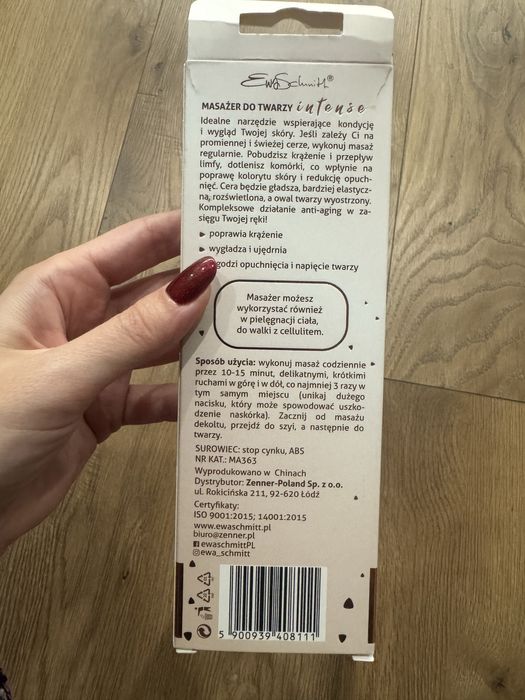 EwaSchmitt®
MASAŻER DO TWARZY intense
Idealne narzędzie wspierające kondycję
i wygląd Twojej skóry. Jeśli zależy Ci na
promiennej i świeżej cerze, wykonuj masaż
regularnie. Pobudzisz krążenie i przepływ
limfy, dotlenisz komórki, co wpłynie na
poprawę kolorytu skóry i redukcję opuch-
nięć. Cera będzie gładsza, bardziej elastycz-
na, rozświetlona, a owal twarzy wyostrzony.
Kompleksowe działanie anti-aging w za-
sięgu Twojej ręki!
poprawia krążenie
wygładza i ujędrnia
godzi opuchnięcia i napięcie twarzy
Masażer możesz
wykorzystać również
w pielęgnacji ciała,
do walki z cellulitem.
Sposób użycia: wykonuj masaż codziennie
przez 10-15 minut, delikatnymi, krótkimi
ruchami w górę i w dół, co najmniej 3 razy w
tym samym miejscu (unikaj dużego
nacisku, który może spowodować uszko-
dzenie naskórka). Zacznij od masażu
dekoltu, przejdź do szyi, a następnie do
twarzy.
SUROWIEC: stop cynku, ABS
NR KAT.: MA363
Wyprodukowano w Chinach
Dystrybutor: Zenner-Poland Sp. z o.o.
ul. Rokicińska 211, 92-620 Łódź
Certyfikaty:
ISO 9001:2015; 14001:2015
www.ewaschmitt.pl
biuro@zenner.pl
ewaschmittPL
ewa_schmitt
5 900939 408111